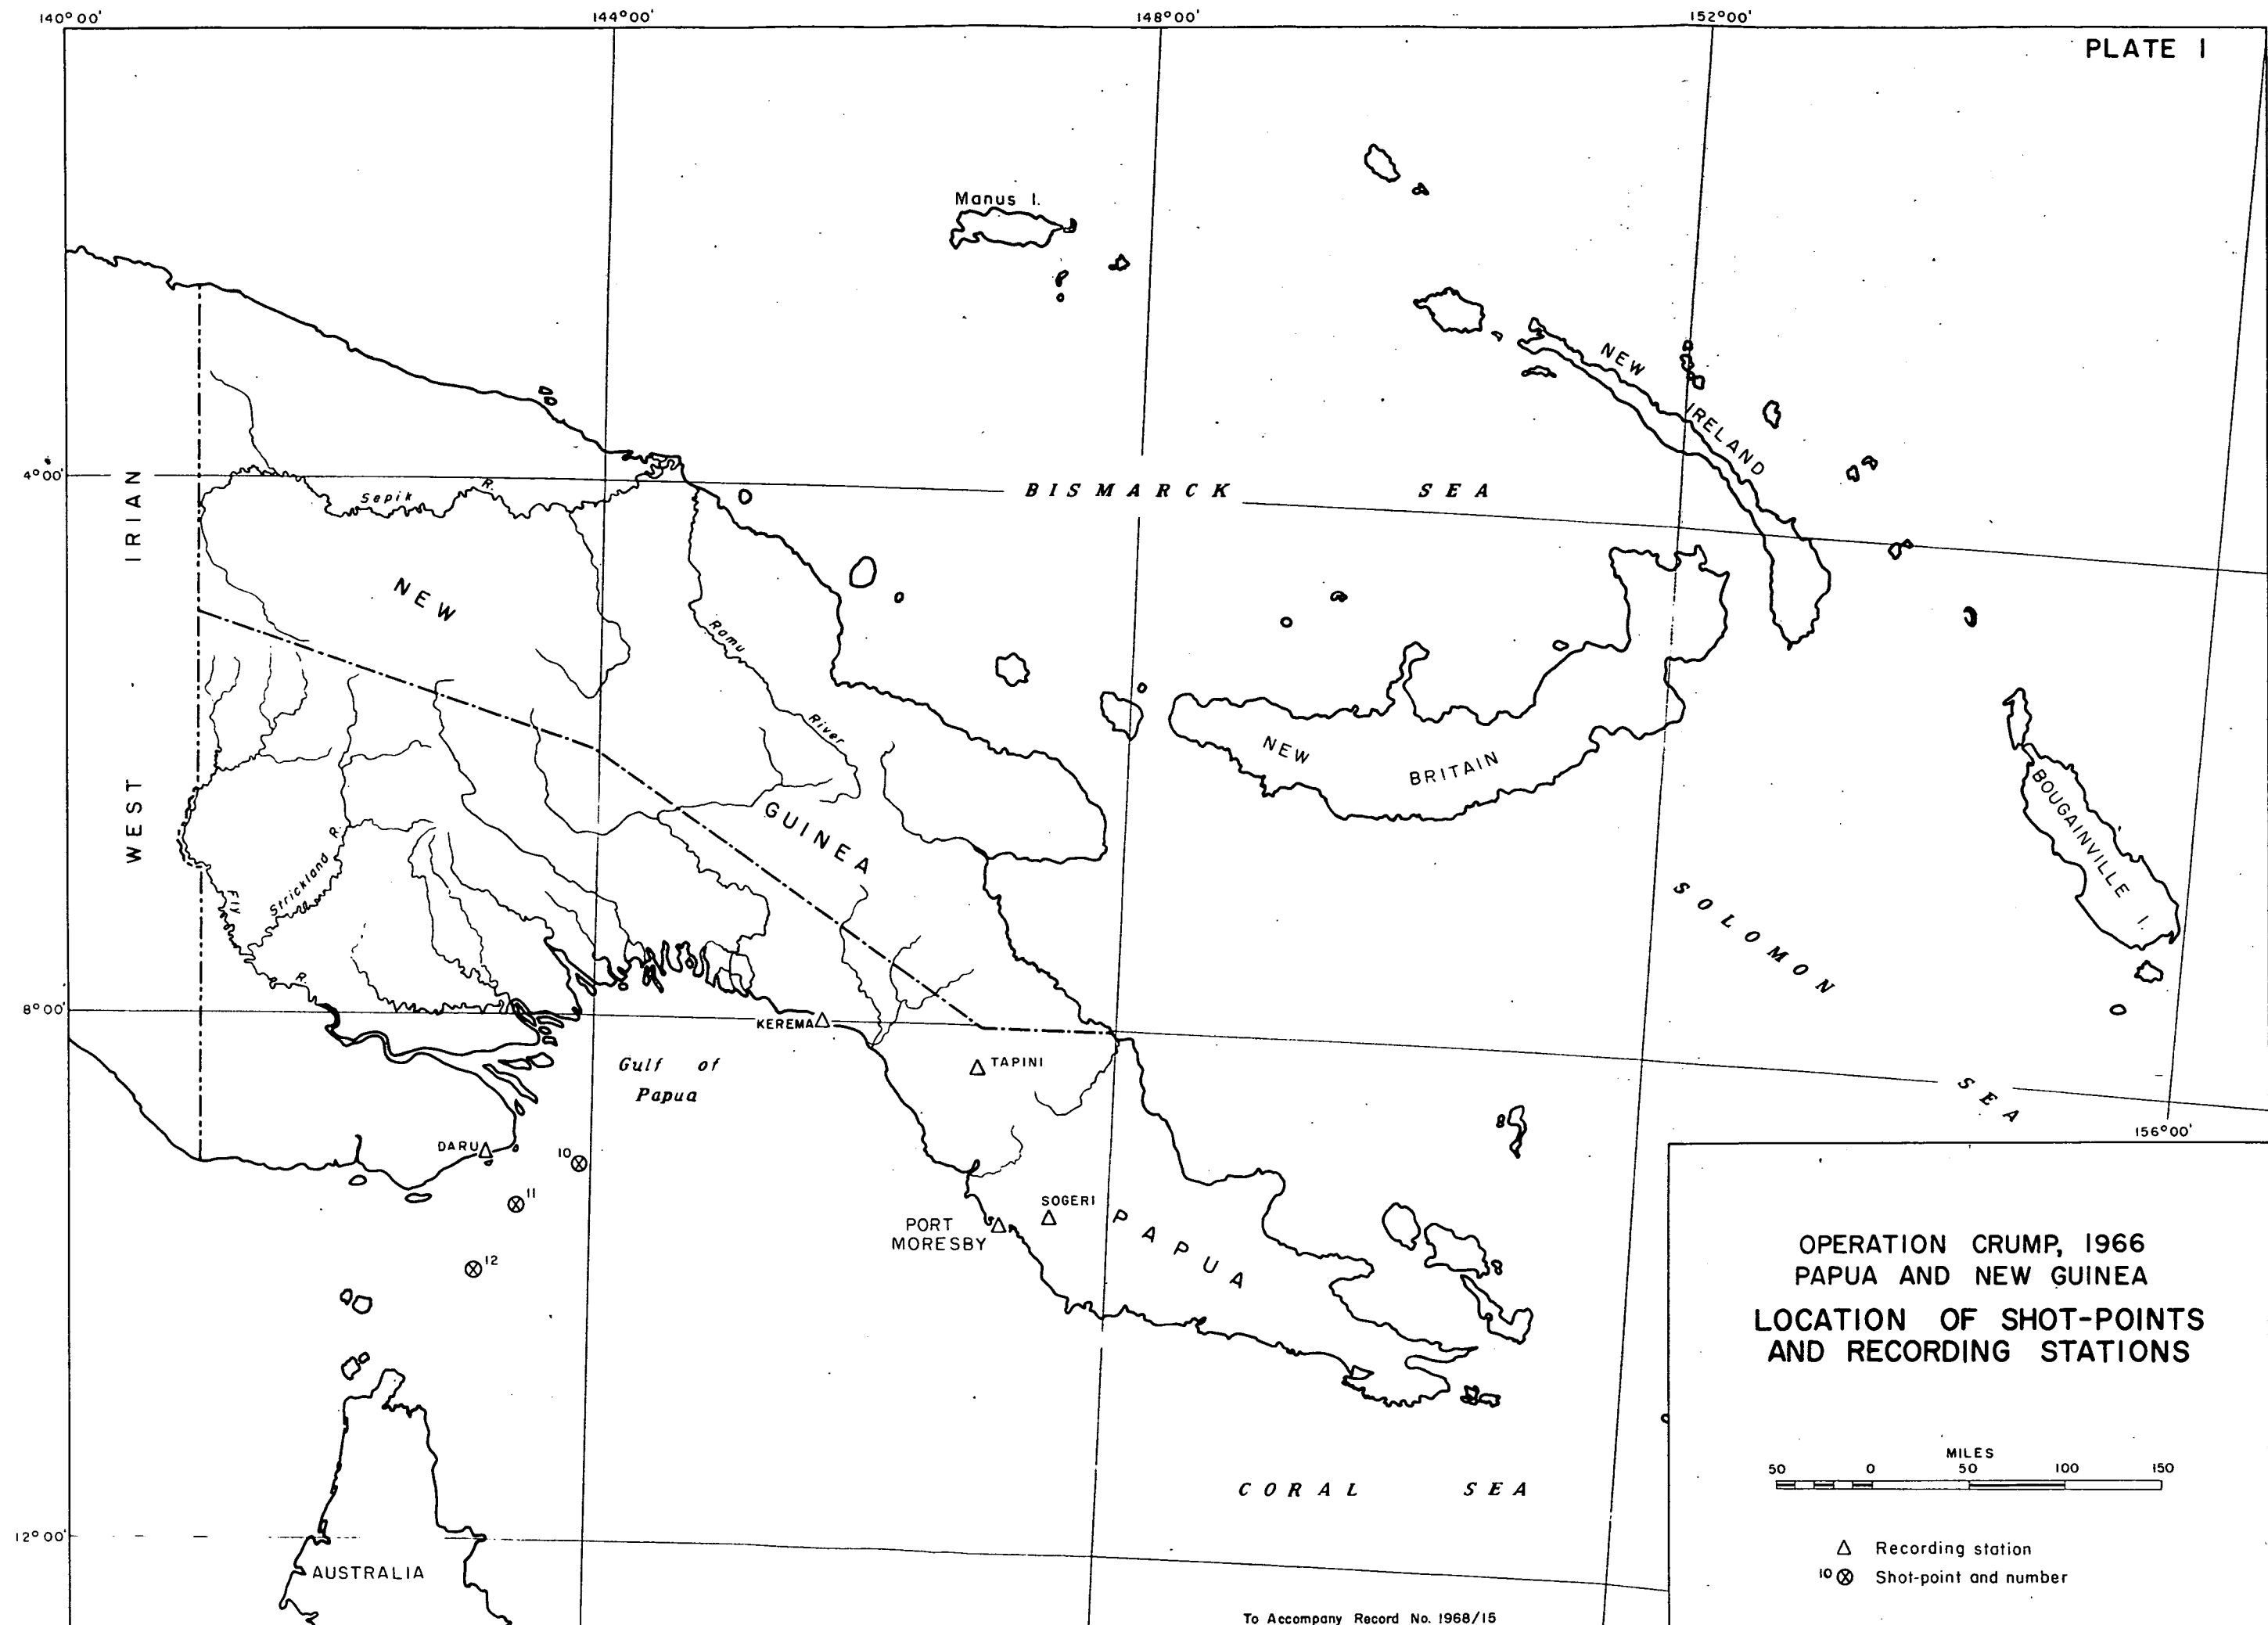 140°00' 144°00' 148°00' 152°00'
PLATE 1
Manus I.
NEW
IRELAND
4°00'
BISMARCK SEA
IRIAN
Sepik R.
NEW
Ramu
River
NEW
BRITAIN
WEST
GUINEA
BOUGAINVILLE I.
Strickland R.
Fly
R.
SOLOMON
8°00'
KEREMA
Gulf of
Papua
TAPINI
SEA
156°00'
DARU
10
11
SOGERI
PORT
MORESBY
PAPUA
12
OPERATION CRUMP, 1966
PAPUA AND NEW GUINEA
LOCATION OF SHOT-POINTS
AND RECORDING STATIONS
MILES
50 0 50 100 150
CORAL SEA
12°00'
AUSTRALIA
Recording station
10 Shot-point and number
To Accompany Record No. 1968/15